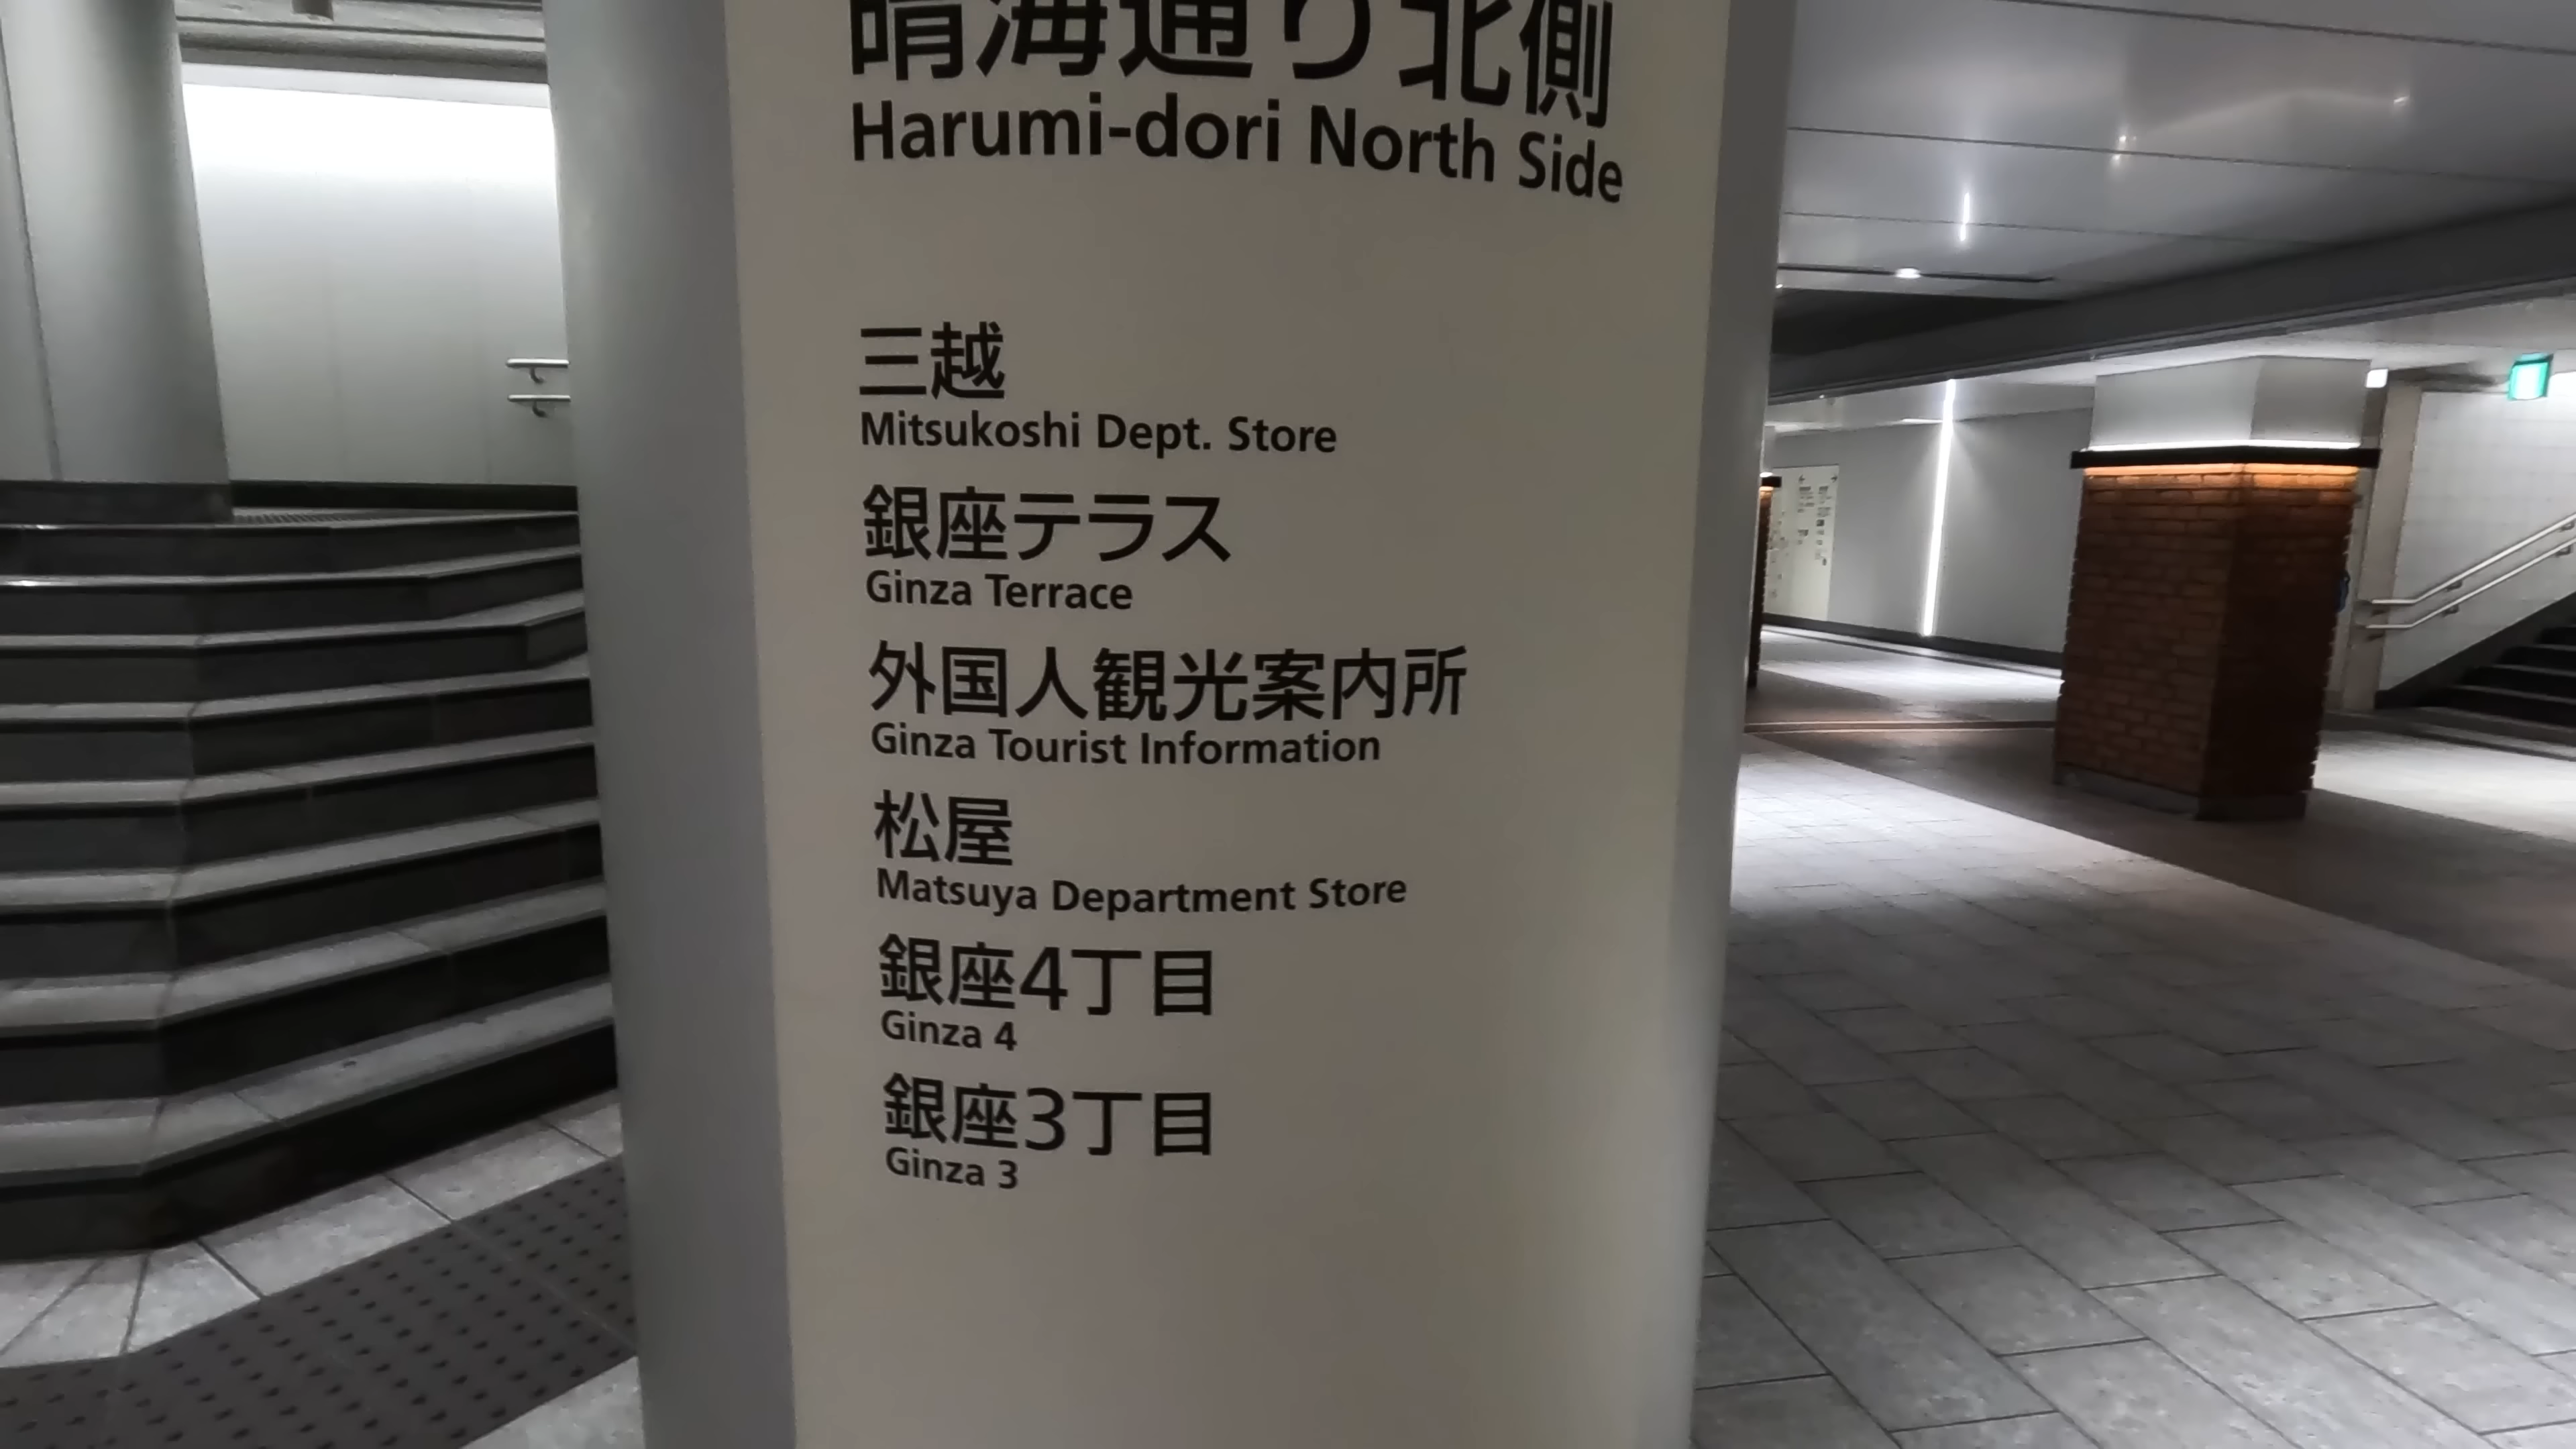 晴海通り北側
Harumi-dori North Side
三越
Mitsukoshi Dept. Store
銀座テラス
Ginza Terrace
外国人観光案内所
Ginza Tourist Information
松屋
Matsuya Department Store
銀座4丁目
Ginza 4
銀座3丁目
Ginza 3